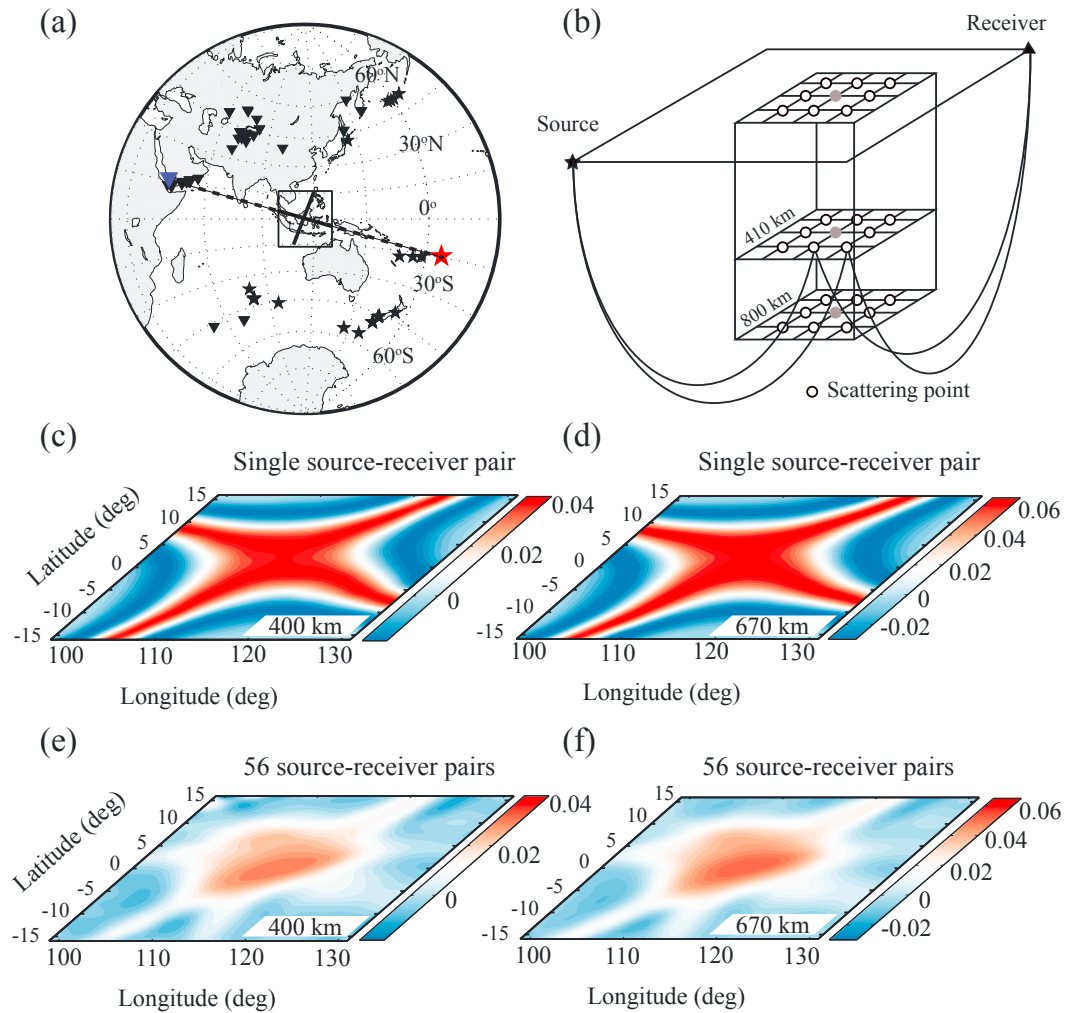 (a)
60°N
30°N
0°
30°S
60°S
(b)
Receiver
Source
410 km
800 km
Scattering point
(c)
Single source-receiver pair
Latitude (deg)
15
10
5
0
-5
-10
-15
100
110
120
130
400 km
Longitude (deg)
0.04
0.02
0
(d)
Single source-receiver pair
15
10
5
0
-5
-10
-15
100
110
120
130
670 km
Longitude (deg)
0.06
0.04
0.02
0
-0.02
(e)
56 source-receiver pairs
Latitude (deg)
15
10
5
0
-5
-10
-15
100
110
120
130
400 km
Longitude (deg)
0.04
0.02
0
(f)
56 source-receiver pairs
15
10
5
0
-5
-10
-15
100
110
120
130
670 km
Longitude (deg)
0.06
0.04
0.02
0
-0.02